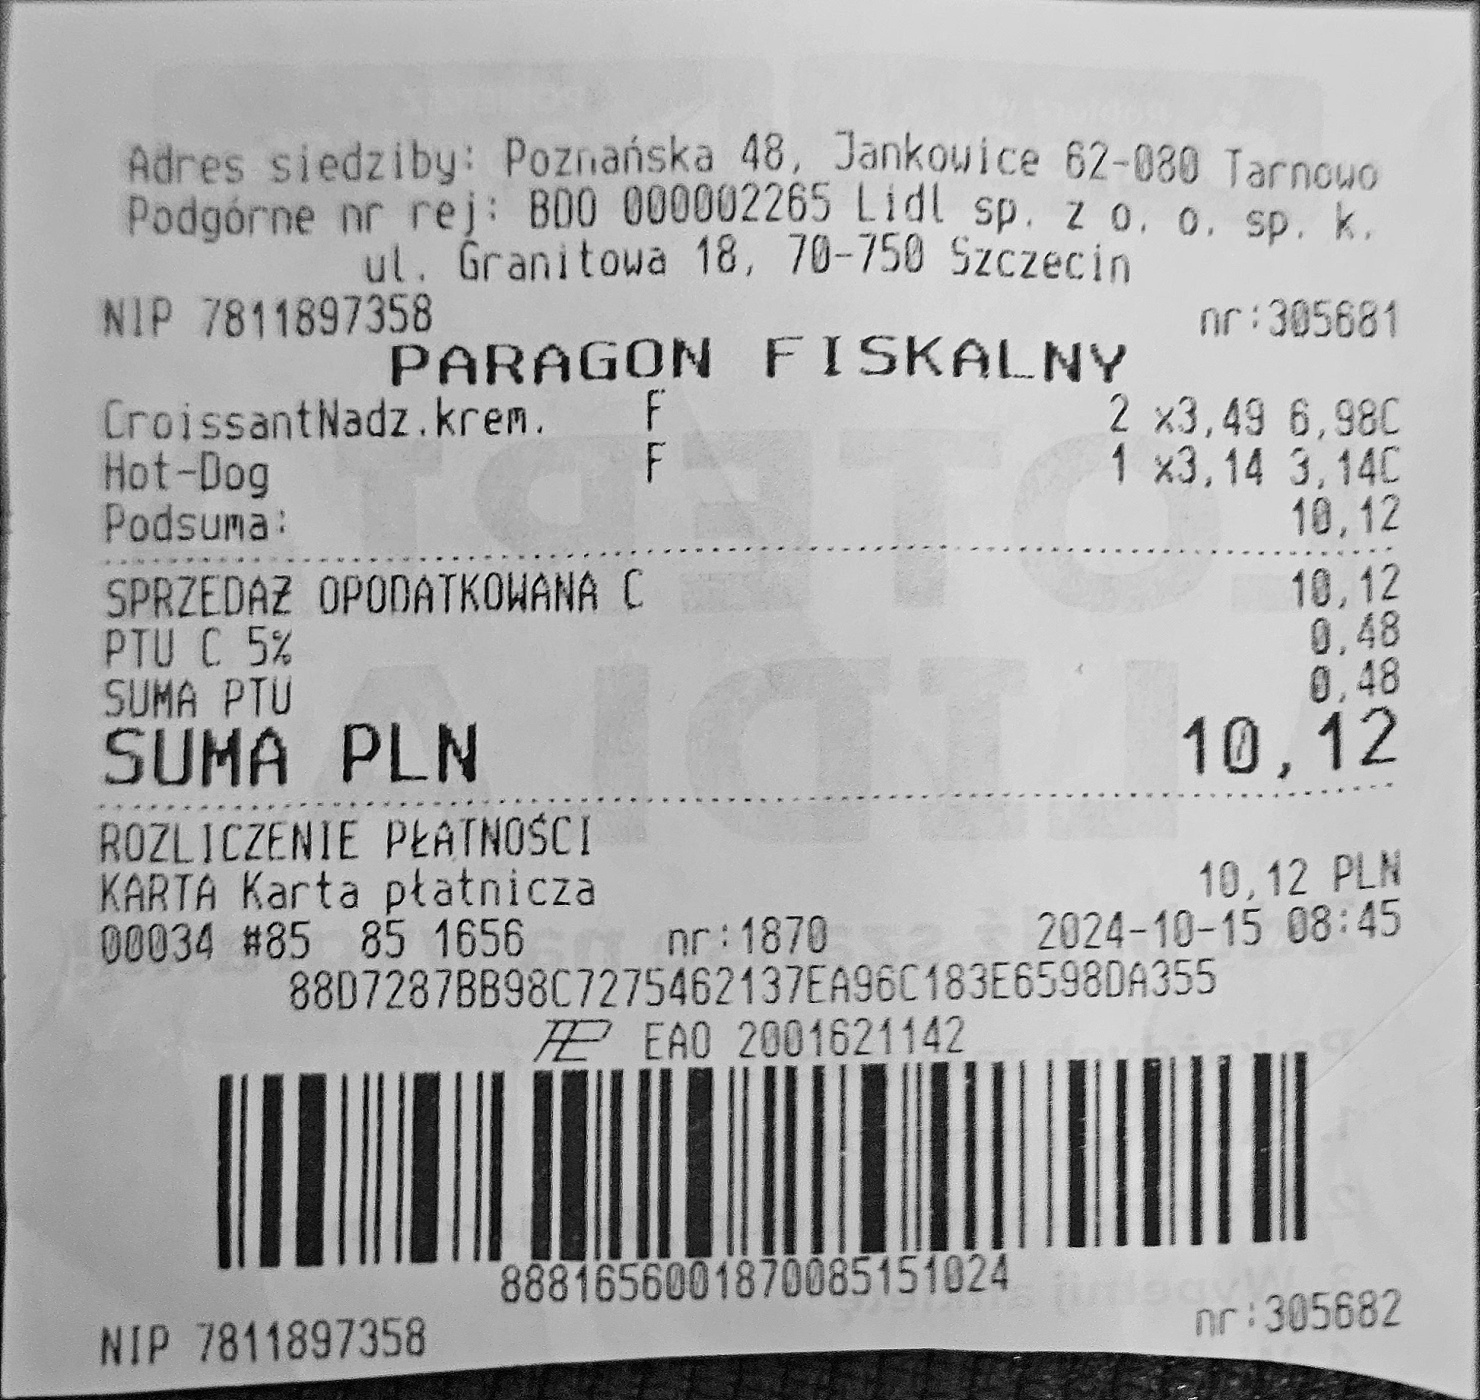 Adres siedziby: Poznańska 48, Jankowice 62-080 Tarnowo
Podgórne nr rej: BDO 000002265 Lidl sp. z o. o. sp. k.
ul. Granitowa 18, 70-750 Szczecin
NIP 7811897358 nr:305681
PARAGON FISKALNY
CroissantNadz.krem. F 2 x3,49 6,98C
Hot-Dog F 1 x3,14 3,14C
Podsuma: 10,12
SPRZEDAŻ OPODATKOWANA C 10,12
PTU C 5% 0,48
SUMA PTU 0,48
SUMA PLN 10,12
ROZLICZENIE PŁATNOŚCI
KARTA Karta płatnicza 10,12 PLN
00034 #85 85 1656 nr:1870 2024-10-15 08:45
88D7287BB98C7275462137EA96C183E6598DA355
EAO 2001621142
8881656001870085151024
NIP 7811897358 nr:305682